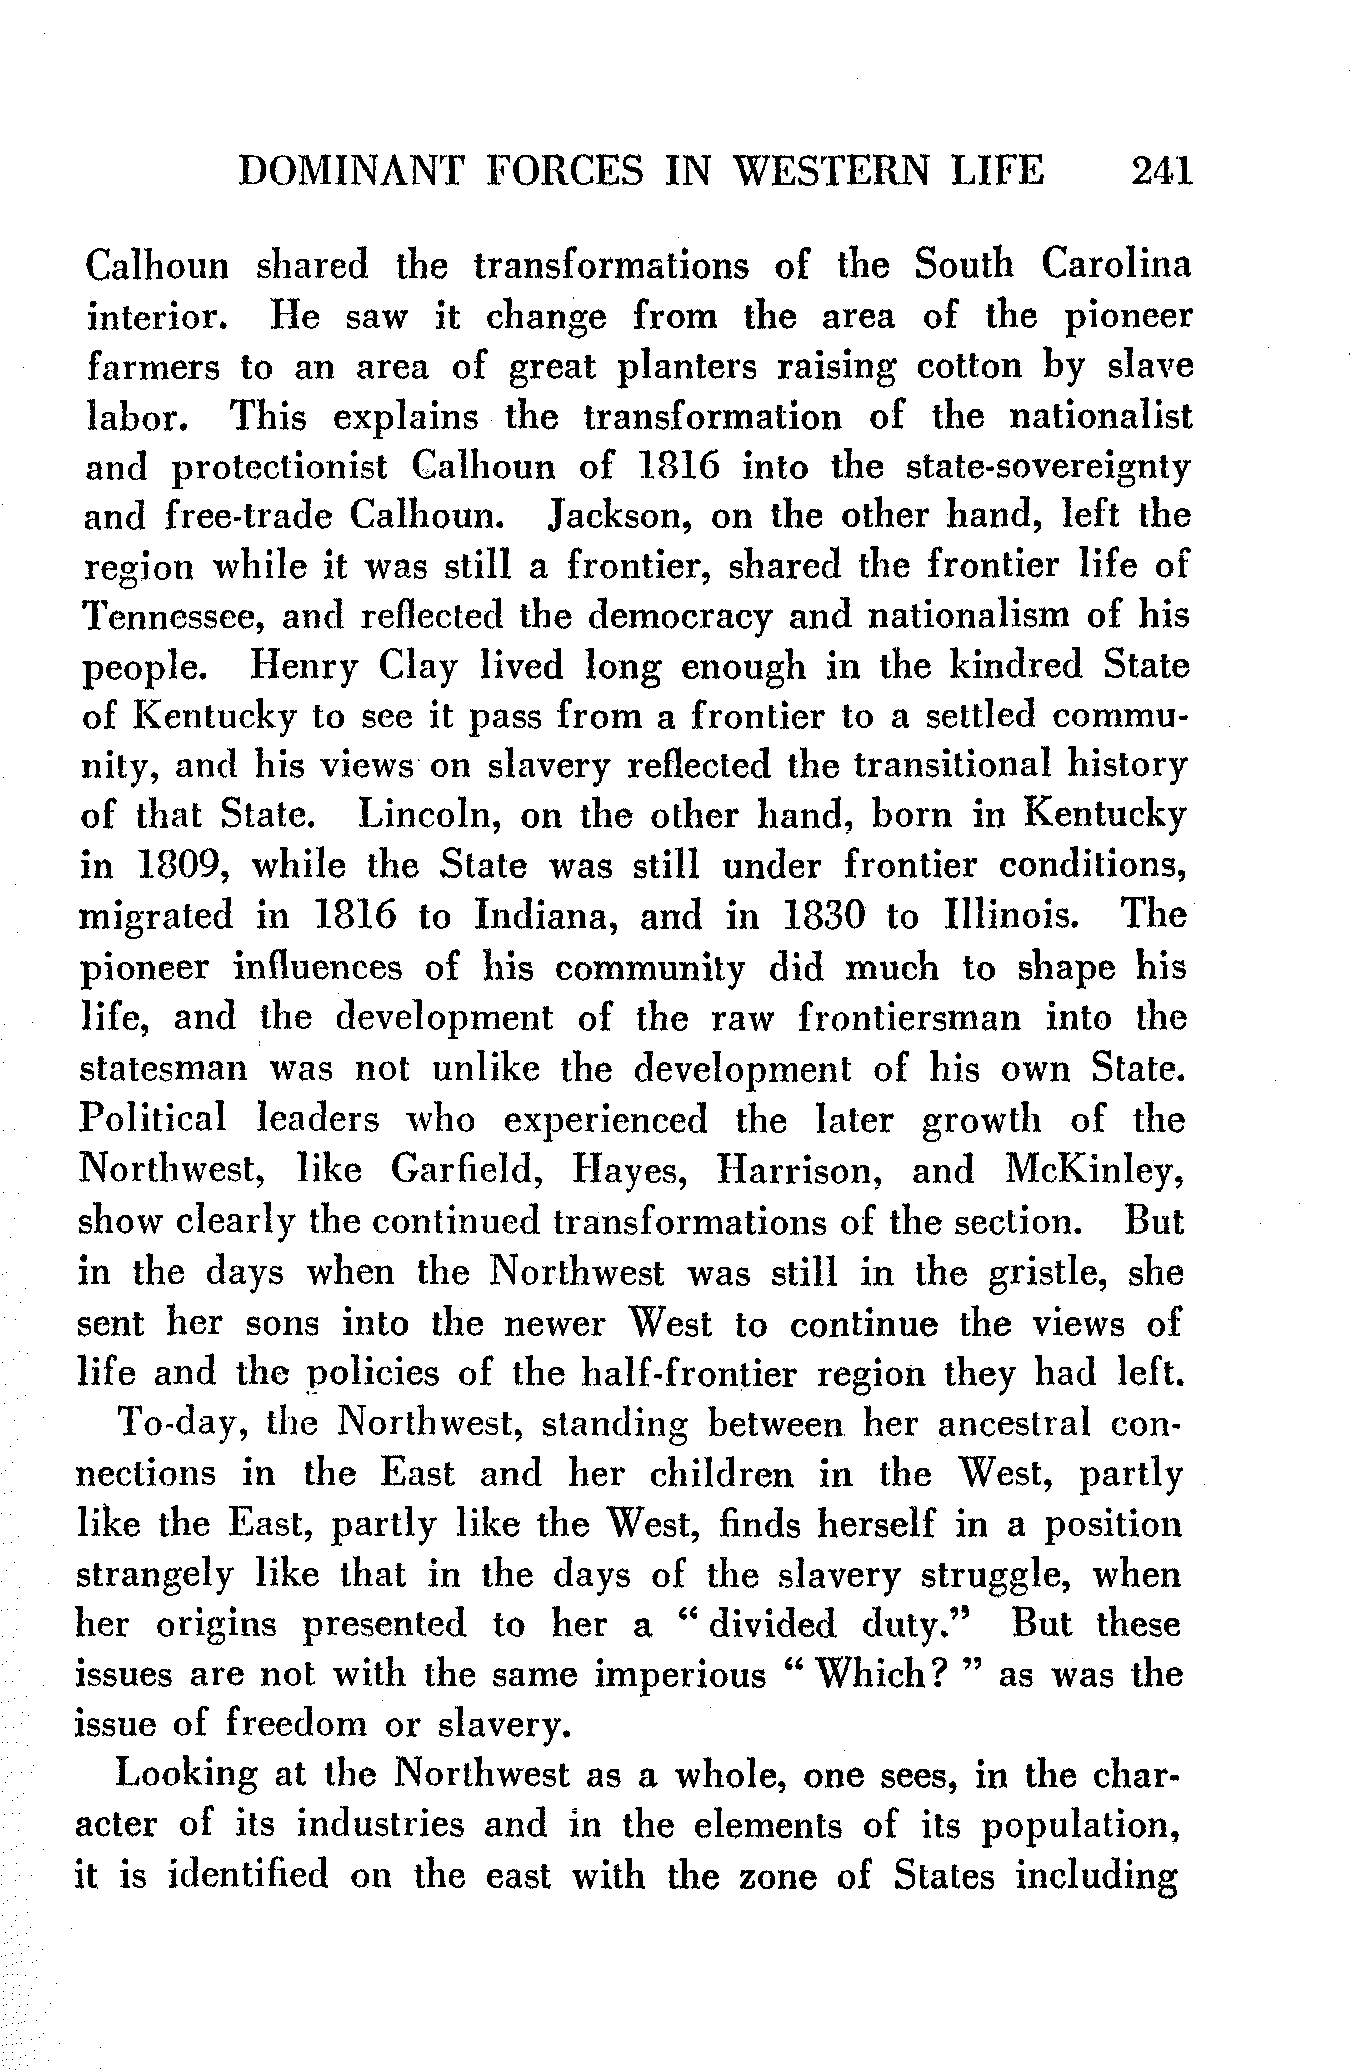 DOMINANT FORCES IN WESTERN LIFE 241
Calhoun shared the transformations of the South Carolina
interior. He saw it change from the area of the pioneer
farmers to an area of great planters raising cotton by slave
labor. This explains the transformation of the nationalist
and protectionist Calhoun of 1816 into the state-sovereignty
and free-trade Calhoun. Jackson, on the other hand, left the
region while it was still a frontier, shared the frontier life of
Tennessee, and reflected the democracy and nationalism of his
people. Henry Clay lived long enough in the kindred State
of Kentucky to see it pass from a frontier to a settled commu-
nity, and his views on slavery reflected the transitional history
of that State. Lincoln, on the other hand, born in Kentucky
in 1809, while the State was still under frontier conditions,
migrated in 1816 to Indiana, and in 1830 to Illinois. The
pioneer influences of his community did much to shape his
life, and the development of the raw frontiersman into the
statesman was not unlike the development of his own State.
Political leaders who experienced the later growth of the
Northwest, like Garfield, Hayes, Harrison, and McKinley,
show clearly the continued transformations of the section. But
in the days when the Northwest was still in the gristle, she
sent her sons into the newer West to continue the views of
life and the policies of the half-frontier region they had left.
To-day, the Northwest, standing between her ancestral con-
nections in the East and her children in the West, partly
like the East, partly like the West, finds herself in a position
strangely like that in the days of the slavery struggle, when
her origins presented to her a “ divided duty.” But these
issues are not with the same imperious “ Which? ” as was the
issue of freedom or slavery.
Looking at the Northwest as a whole, one sees, in the char-
acter of its industries and in the elements of its population,
it is identified on the east with the zone of States including